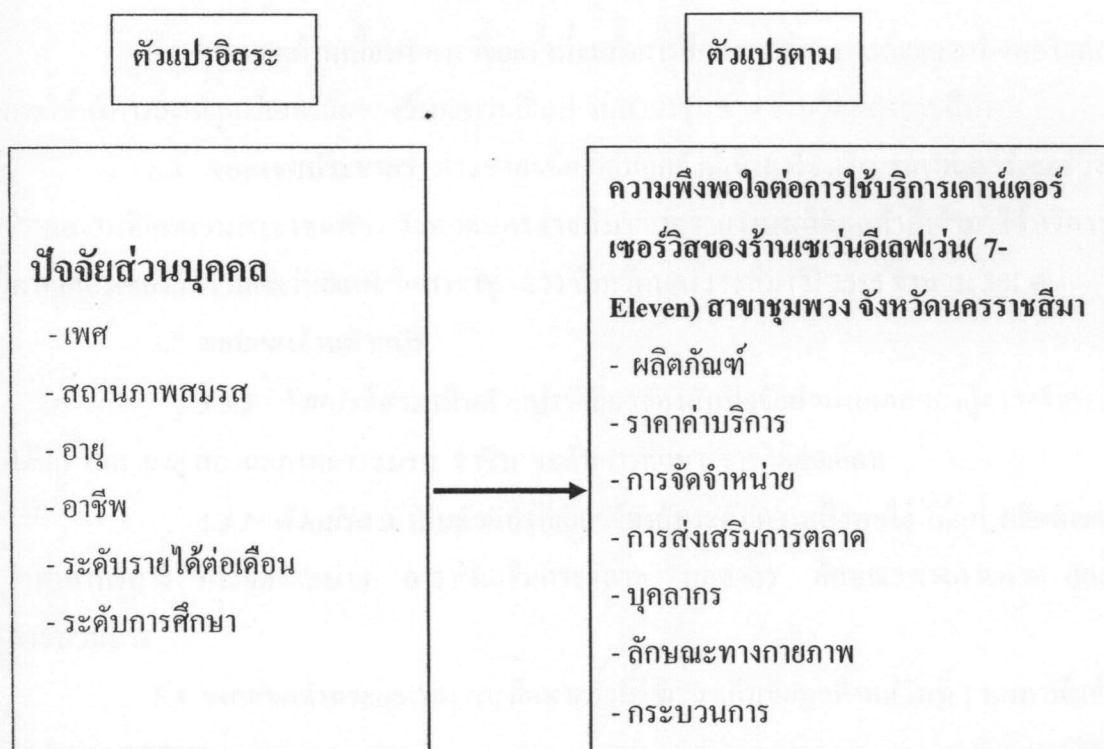 ตัวแปรอิสระ
ตัวแปรตาม
ปัจจัยส่วนบุคคล
- เพศ
- สถานภาพสมรส
- อายุ
- อาชีพ
- ระดับรายได้ต่อเดือน
- ระดับการศึกษา
ความพึงพอใจต่อการใช้บริการเคาน์เตอร์
เซอร์วิสของร้านเซเว่นอีเลฟเว่น( 7-
Eleven) สาขาชุมพวง จังหวัดนครราชสีมา
- ผลิตภัณฑ์
- ราคาค่าบริการ
- การจัดจำหน่าย
- การส่งเสริมการตลาด
- บุคลากร
- ลักษณะทางกายภาพ
- กระบวนการ